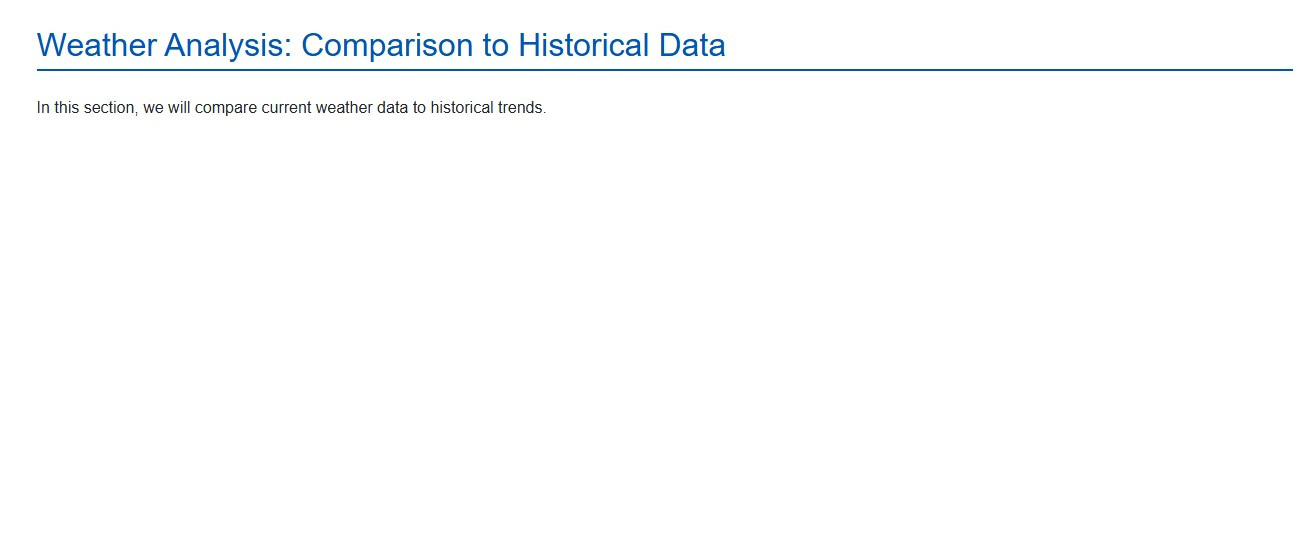 Weather Analysis: Comparison to Historical Data
In this section, we will compare current weather data to historical trends.